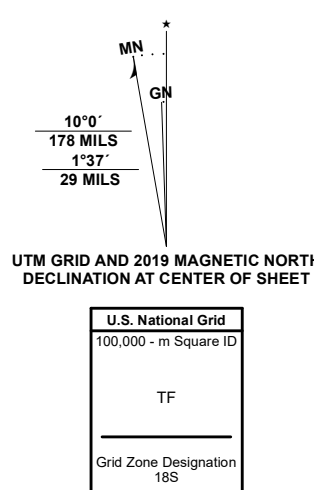 MN
GN
10°0´
178 MILS
1°37´
29 MILS
UTM GRID AND 2019 MAGNETIC NORTH
DECLINATION AT CENTER OF SHEET
U.S. National Grid
100,000 - m Square ID
TF
Grid Zone Designation
18S